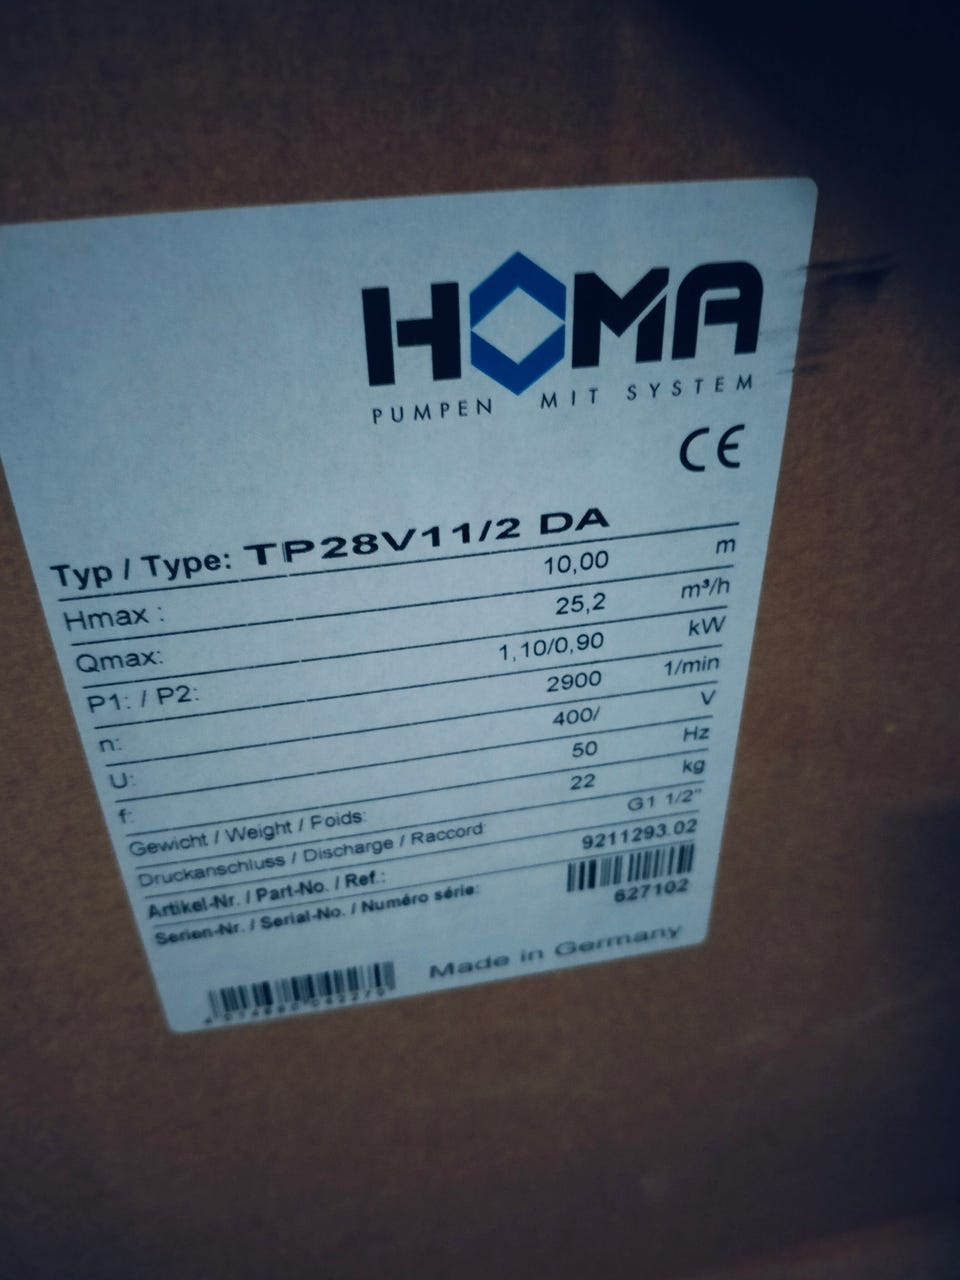 HOMA
PUMPEN MIT SYSTEM
CE
Typ / Type: TP28V11/2 DA
Hmax : 10,00 m
Qmax: 25,2 m³/h
P1: / P2: 1,10/0,90 kW
n: 2900 1/min
U: 400/ V
f: 50 Hz
Gewicht / Weight / Foids: 22 kg
Druckanschluss / Discharge / Raccord: G1 1/2"
Artikel-Nr. / Part-No. / Ref.: 9211293.02
Serien-Nr. / Serial-No. / Numéro série:
627102
Made in Germany